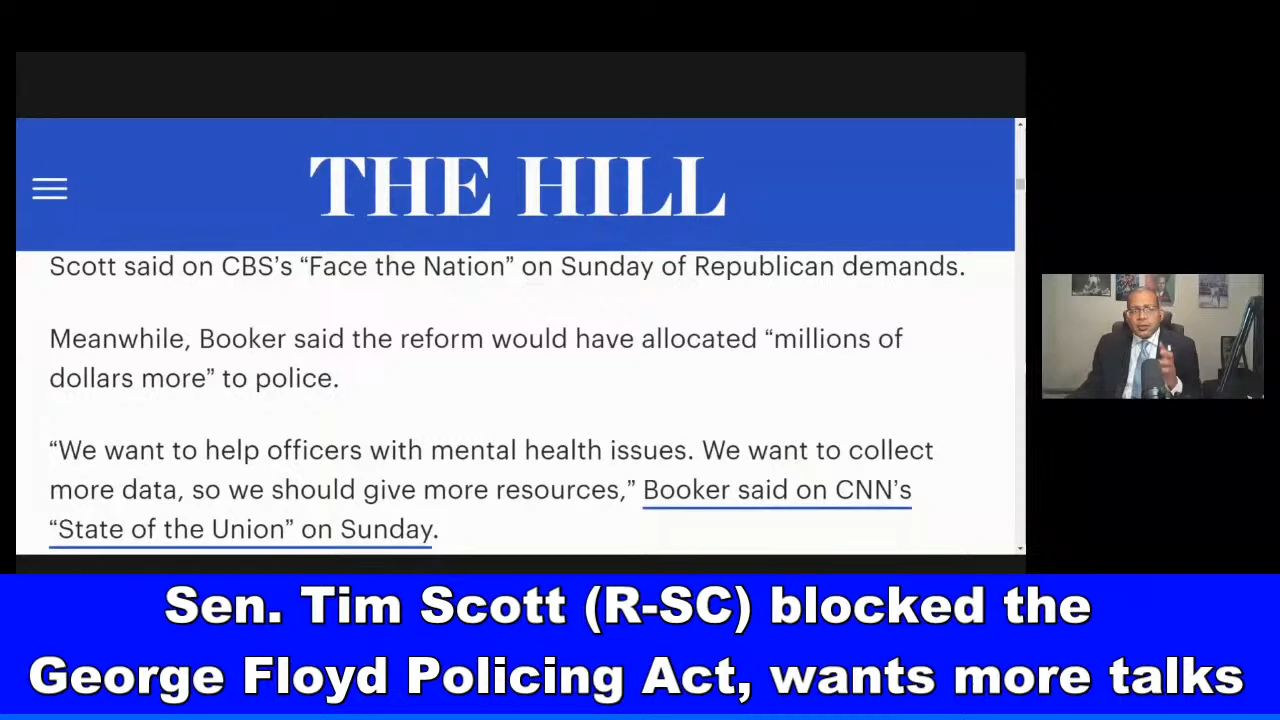 THE HILL
Scott said on CBS’s “Face the Nation” on Sunday of Republican demands.
Meanwhile, Booker said the reform would have allocated “millions of
dollars more” to police.
“We want to help officers with mental health issues. We want to collect
more data, so we should give more resources,” Booker said on CNN’s
“State of the Union” on Sunday.
Sen. Tim Scott (R-SC) blocked the
George Floyd Policing Act, wants more talks